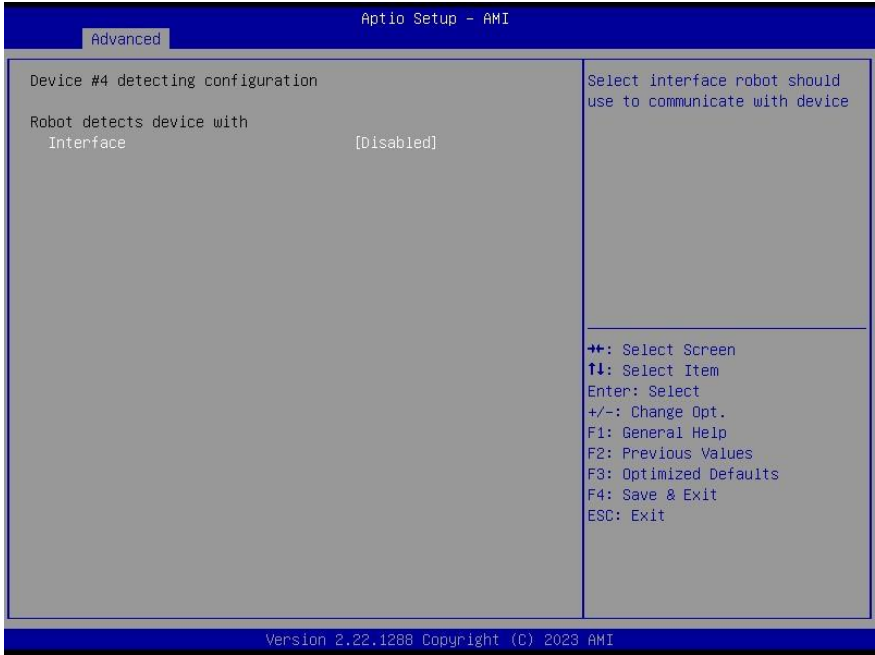 Aptio Setup - AMI
Advanced
Device #4 detecting configuration
Robot detects device with
Interface [Disabled]
Select interface robot should
use to communicate with device
→←: Select Screen
↑↓: Select Item
Enter: Select
+/-: Change Opt.
F1: General Help
F2: Previous Values
F3: Optimized Defaults
F4: Save & Exit
ESC: Exit
Version 2.22.1288 Copyright (C) 2023 AMI